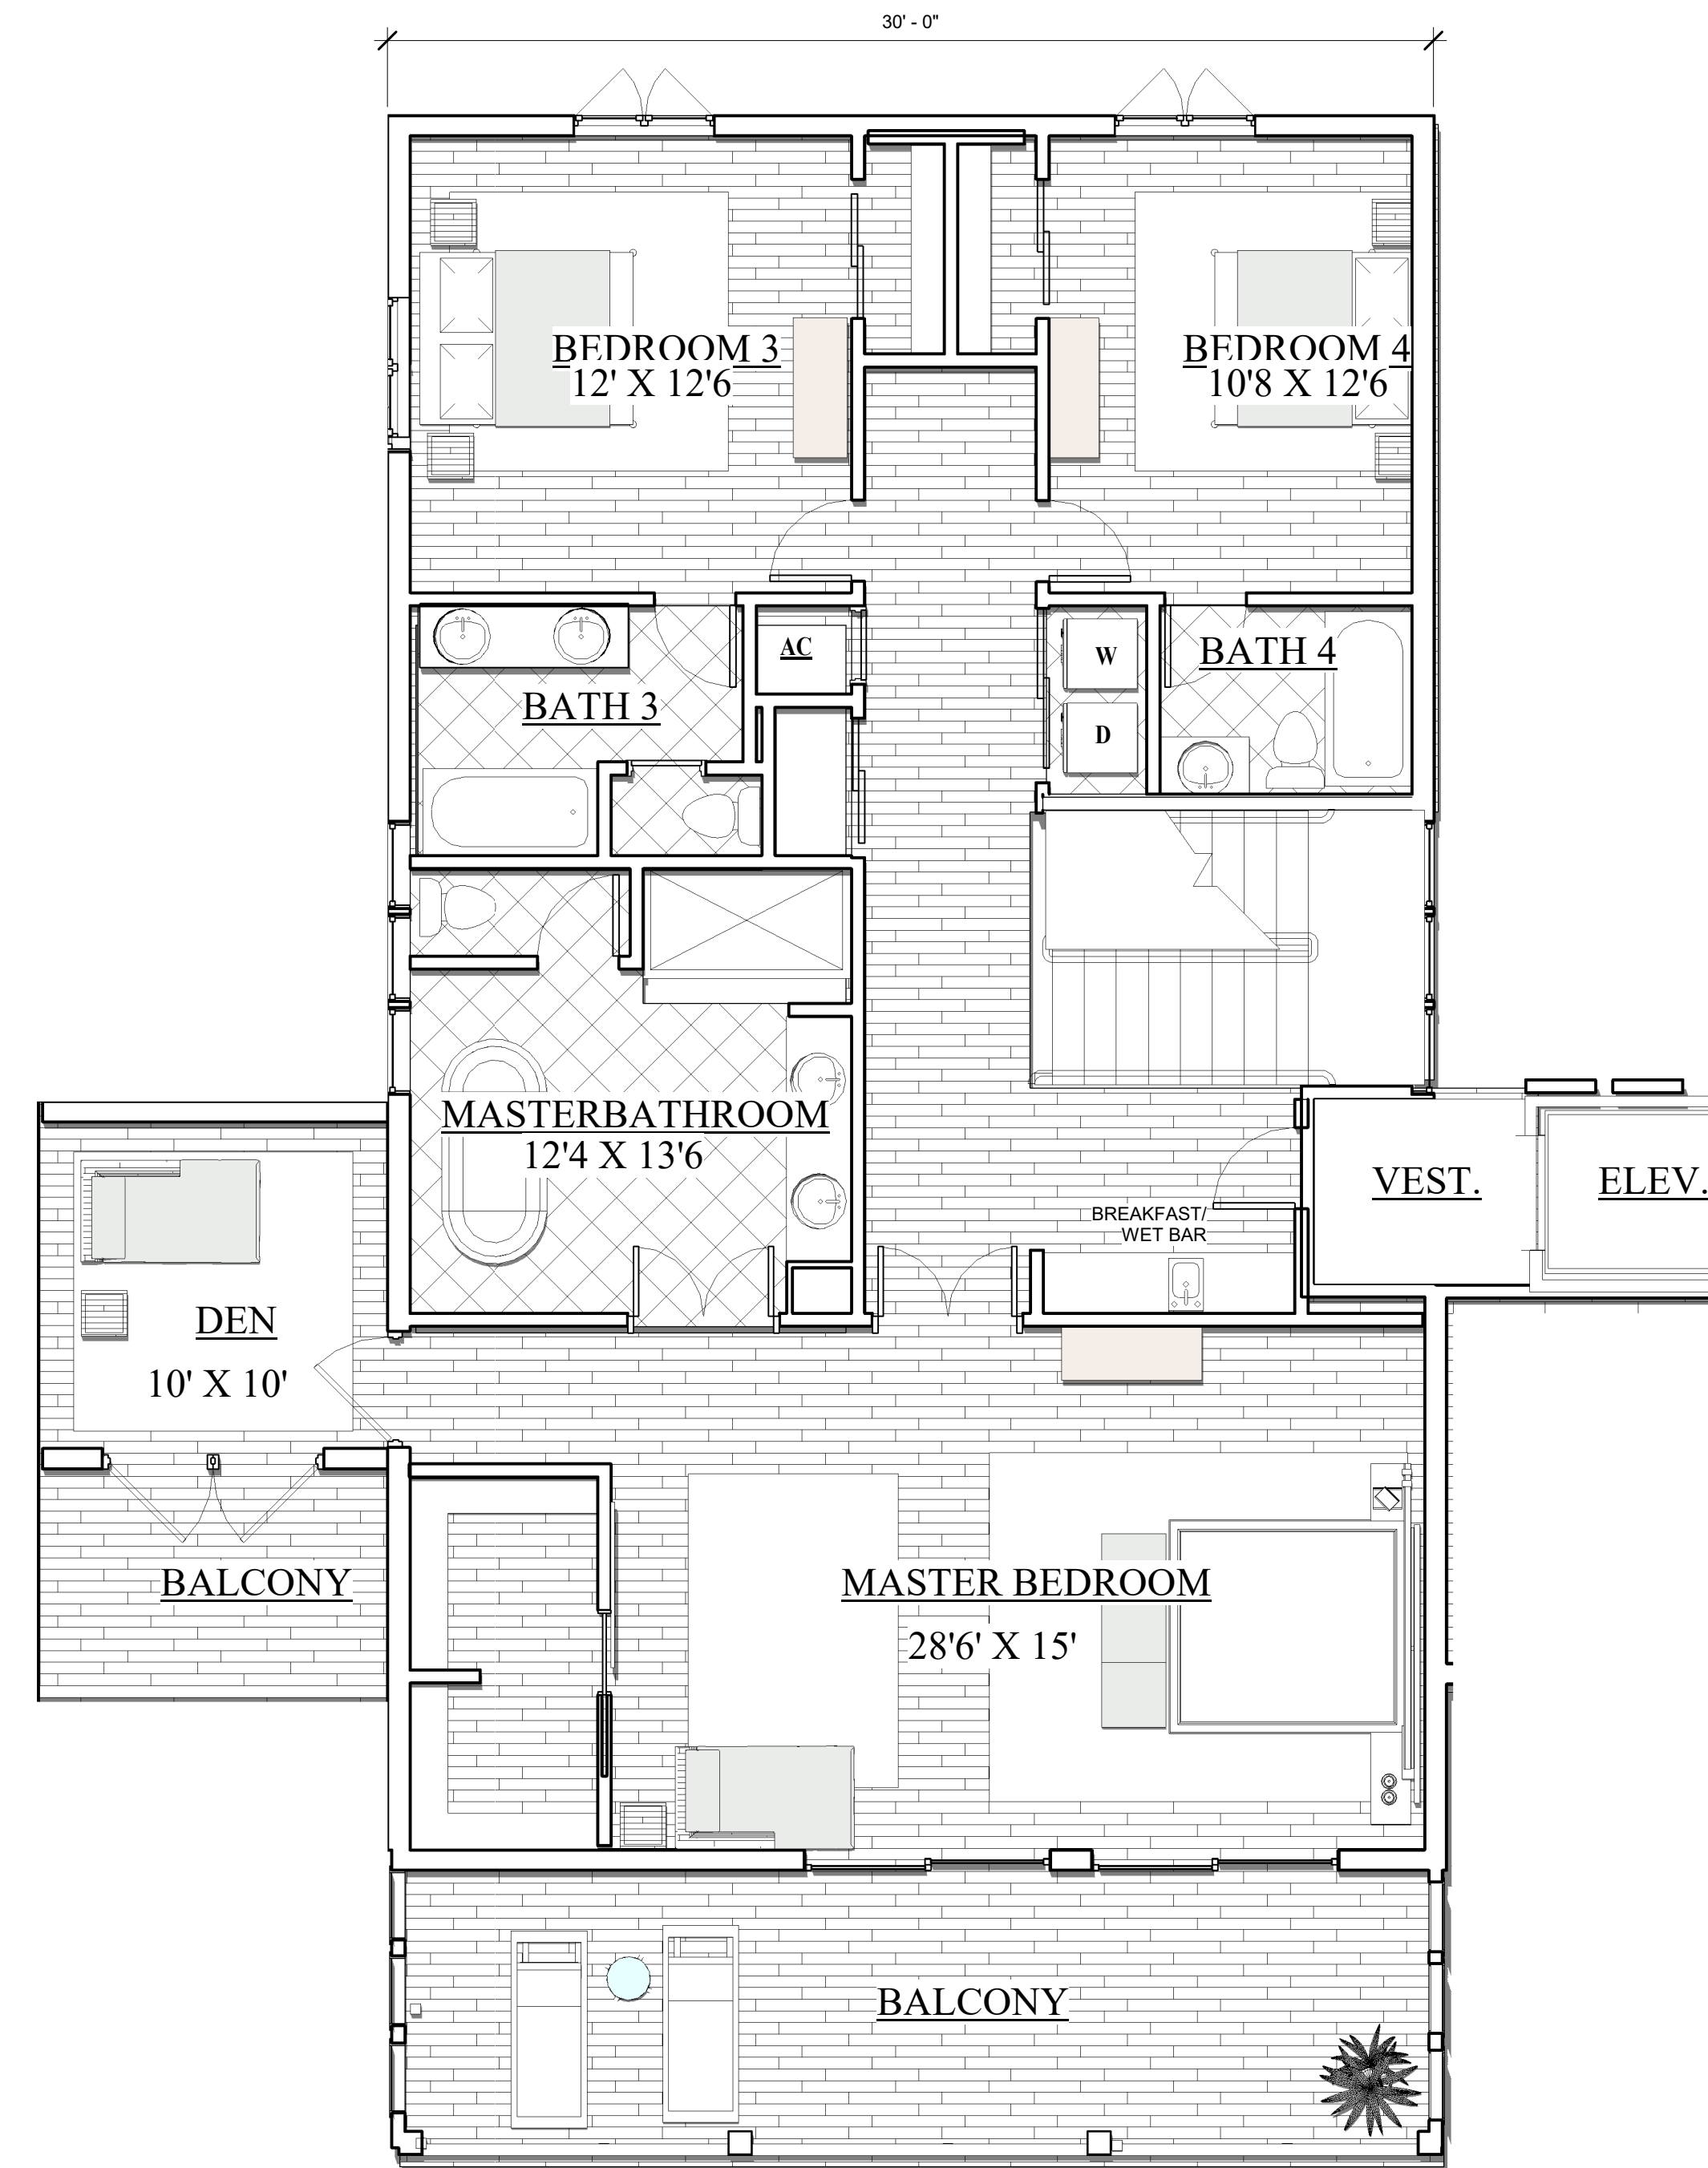 30' - 0"
BEDROOM 3
12' X 12'6
BEDROOM 4
10'8 X 12'6
AC
W
BATH 4
BATH 3
D
MASTERBATHROOM
12'4 X 13'6
VEST.
ELEV.
BREAKFAST/
WET BAR
DEN
10' X 10'
BALCONY
MASTER BEDROOM
28'6' X 15'
BALCONY